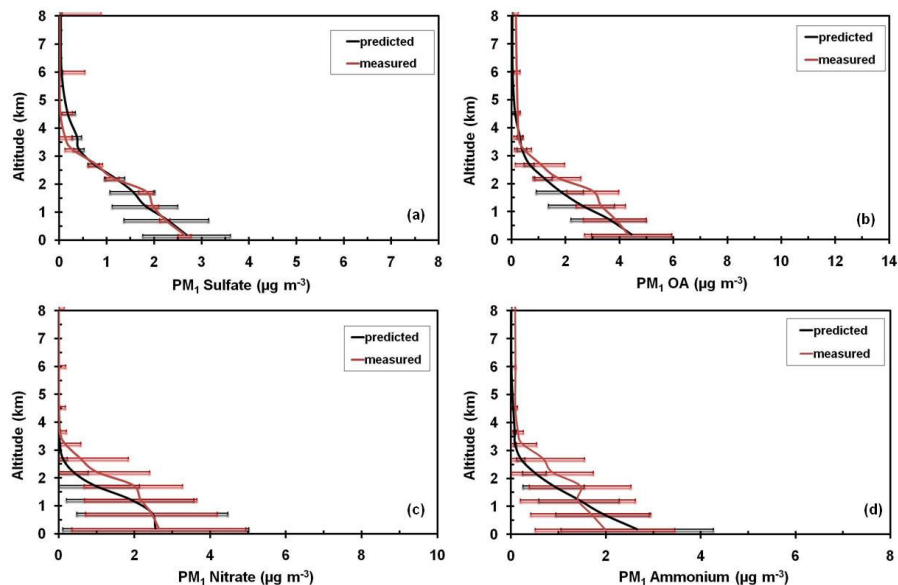 8
7
6
5
4
3
2
1
0
Altitude (km)
predicted
measured
(a)
0 1 2 3 4 5 6 7 8
PM₁ Sulfate (µg m⁻³)
8
7
6
5
4
3
2
1
0
Altitude (km)
predicted
measured
(b)
0 2 4 6 8 10 12 14
PM₁ OA (µg m⁻³)
8
7
6
5
4
3
2
1
0
Altitude (km)
predicted
measured
(c)
0 2 4 6 8 10
PM₁ Nitrate (µg m⁻³)
8
7
6
5
4
3
2
1
0
Altitude (km)
predicted
measured
(d)
0 2 4 6 8
PM₁ Ammonium (µg m⁻³)